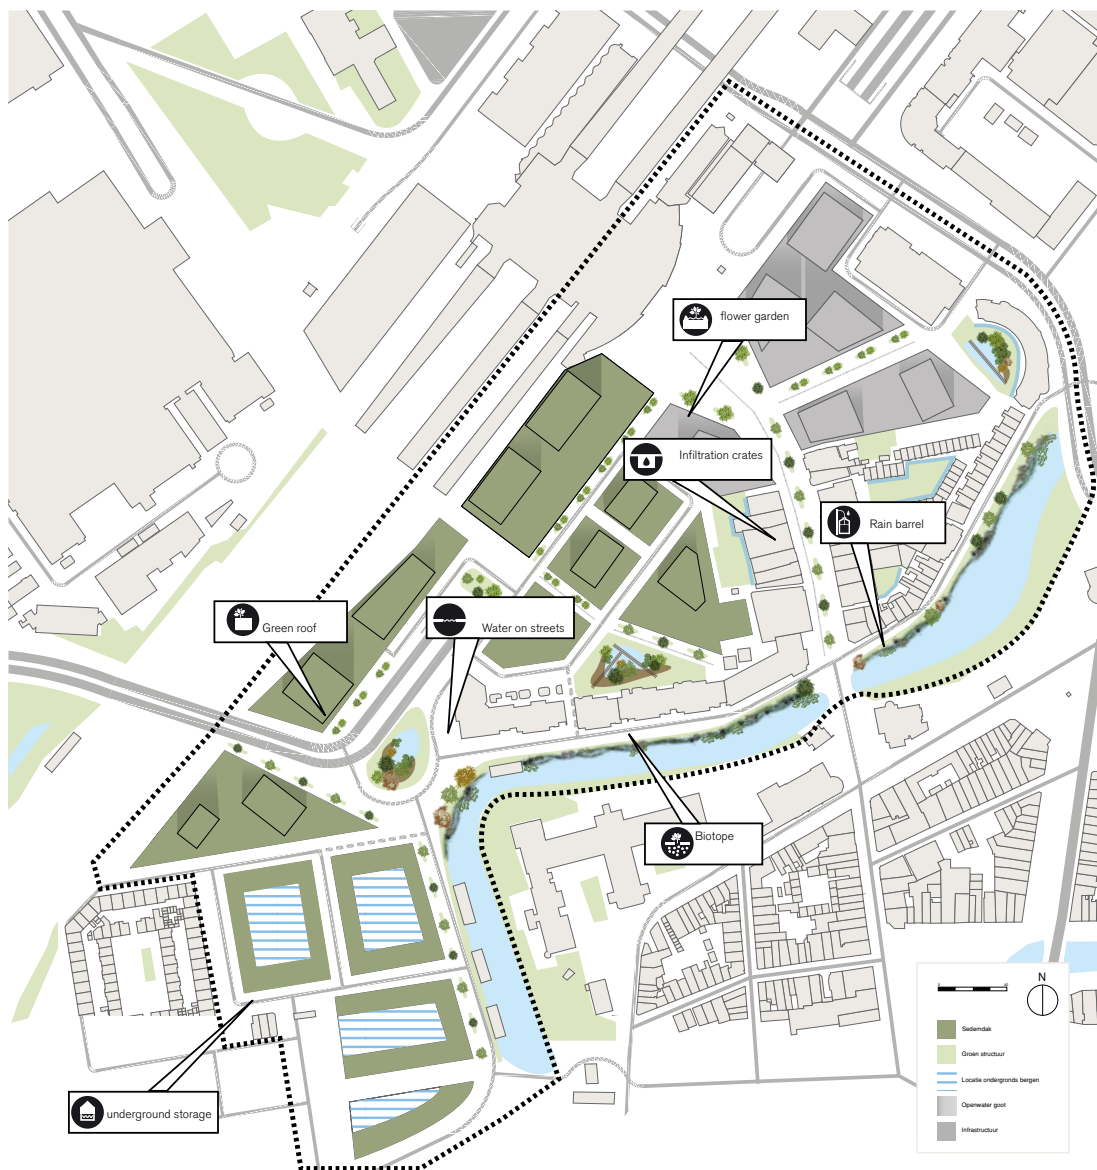 flower garden
Infiltration crates
Rain barrel
Green roof
Water on streets
Biotope
underground storage
N
Sedemdak
Groen structuur
Locatie ondergronds bergen
Openwater goot
Infrastructuur